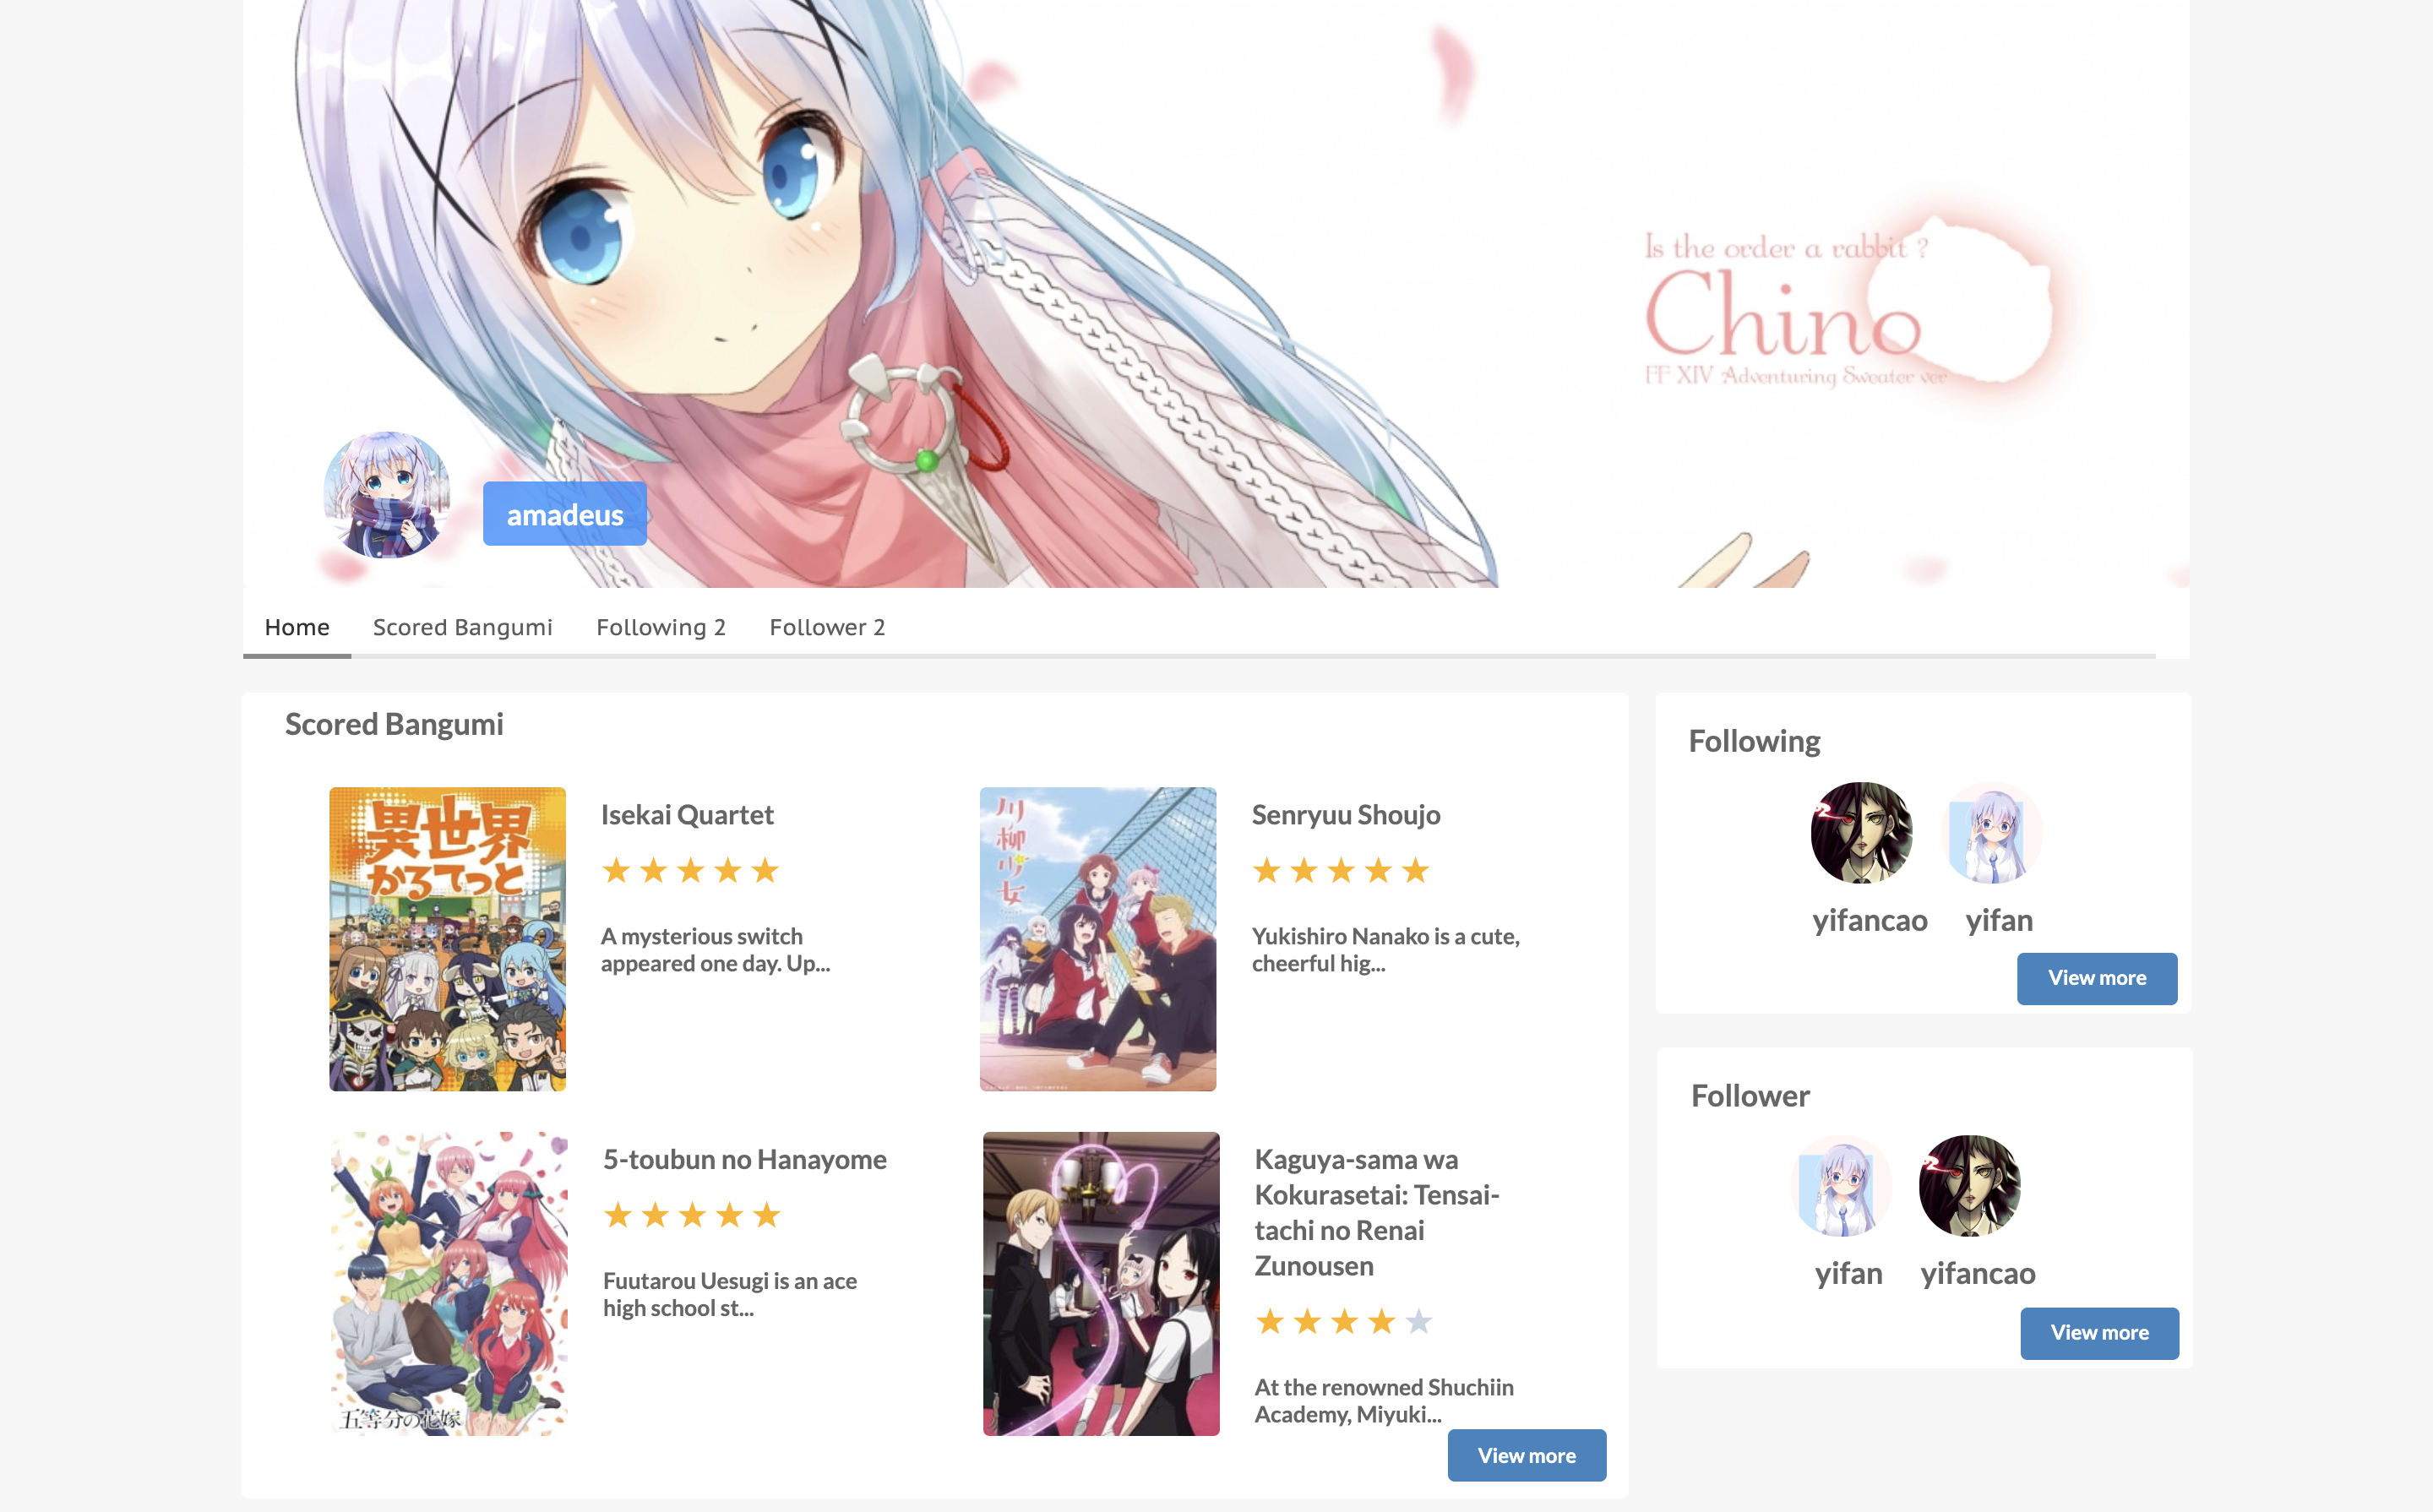 Is the order a rabbit ?
Chino
FF XIV Adventuring Sweater ver
amadeus
Home
Scored Bangumi
Following 2
Follower 2
Scored Bangumi
異世界
かるてっと
Isekai Quartet
A mysterious switch
appeared one day. Up...
川柳少女
Senryuu Shoujo
Yukishiro Nanako is a cute,
cheerful hig...
五等分の花嫁
5-toubun no Hanayome
Fuutarou Uesugi is an ace
high school st...
Kaguya-sama wa
Kokurasetai: Tensai-
tachi no Renai
Zunousen
At the renowned Shuchiin
Academy, Miyuki...
View more
Following
yifancao
yifan
View more
Follower
yifan
yifancao
View more